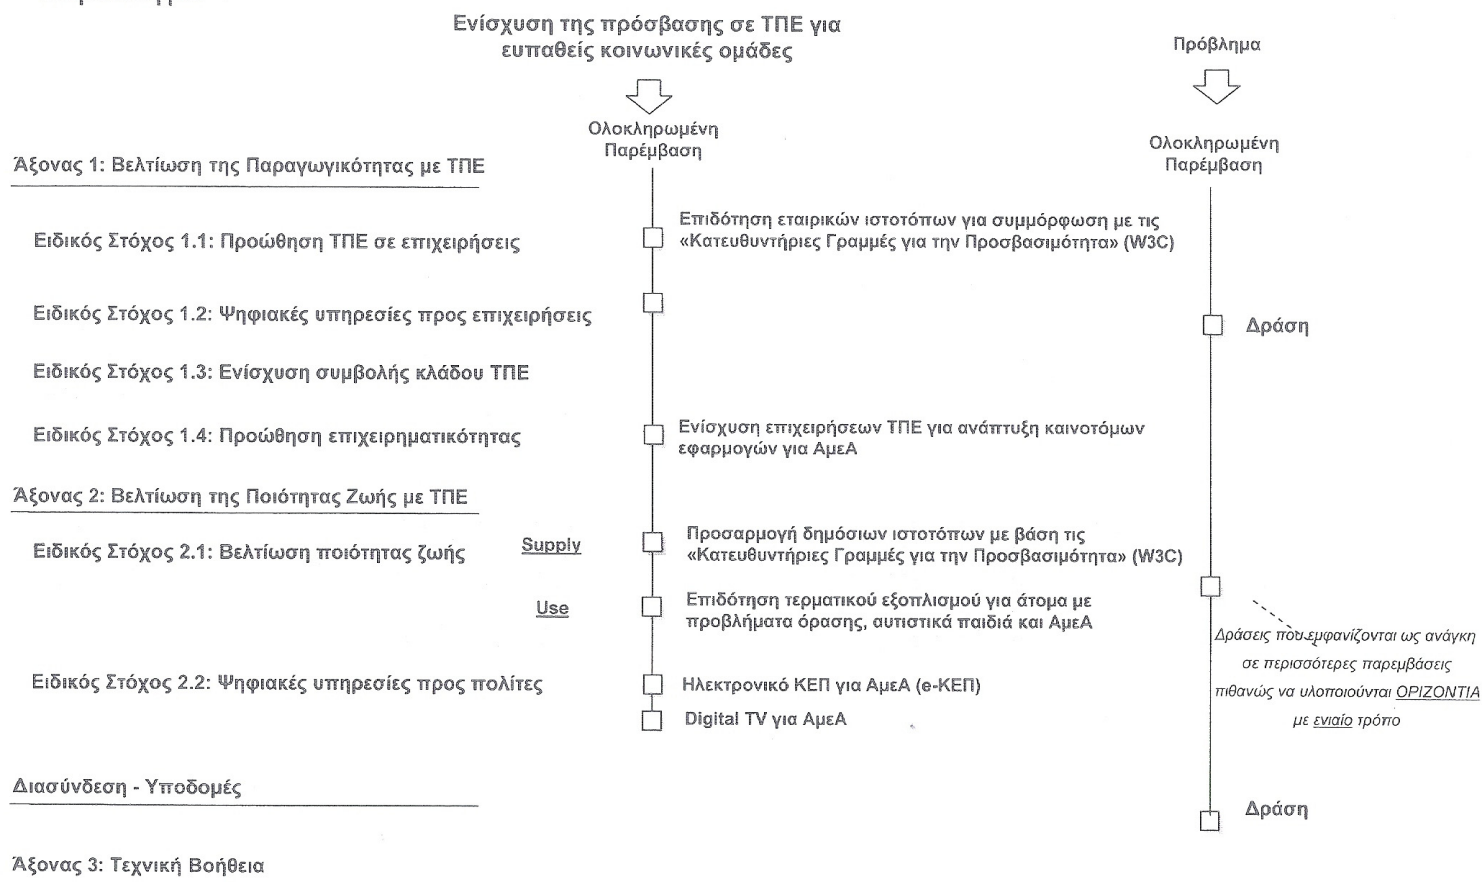 Ενίσχυση της πρόσβασης σε ΤΠΕ για
ευπαθείς κοινωνικές ομάδες
Πρόβλημα
Ολοκληρωμένη
Παρέμβαση
Ολοκληρωμένη
Παρέμβαση
Άξονας 1: Βελτίωση της Παραγωγικότητας με ΤΠΕ
Ειδικός Στόχος 1.1: Προώθηση ΤΠΕ σε επιχειρήσεις
Επιδότηση εταιρικών ιστοτόπων για συμμόρφωση με τις
«Κατευθυντήριες Γραμμές για την Προσβασιμότητα» (W3C)
Ειδικός Στόχος 1.2: Ψηφιακές υπηρεσίες προς επιχειρήσεις
Δράση
Ειδικός Στόχος 1.3: Ενίσχυση συμβολής κλάδου ΤΠΕ
Ειδικός Στόχος 1.4: Προώθηση επιχειρηματικότητας
Ενίσχυση επιχειρήσεων ΤΠΕ για ανάπτυξη καινοτόμων
εφαρμογών για ΑμεΑ
Άξονας 2: Βελτίωση της Ποιότητας Ζωής με ΤΠΕ
Ειδικός Στόχος 2.1: Βελτίωση ποιότητας ζωής
Supply
Προσαρμογή δημόσιων ιστοτόπων με βάση τις
«Κατευθυντήριες Γραμμές για την Προσβασιμότητα» (W3C)
Use
Επιδότηση τερματικού εξοπλισμού για άτομα με
προβλήματα όρασης, αυτιστικά παιδιά και ΑμεΑ
Δράσεις που εμφανίζονται ως ανάγκη
σε περισσότερες παρεμβάσεις
πιθανώς να υλοποιούνται ΟΡΙΖΟΝΤΙΑ
με ενιαίο τρόπο
Ειδικός Στόχος 2.2: Ψηφιακές υπηρεσίες προς πολίτες
Ηλεκτρονικό ΚΕΠ για ΑμεΑ (e-ΚΕΠ)
Digital TV για ΑμεΑ
Διασύνδεση - Υποδομές
Δράση
Άξονας 3: Τεχνική Βοήθεια